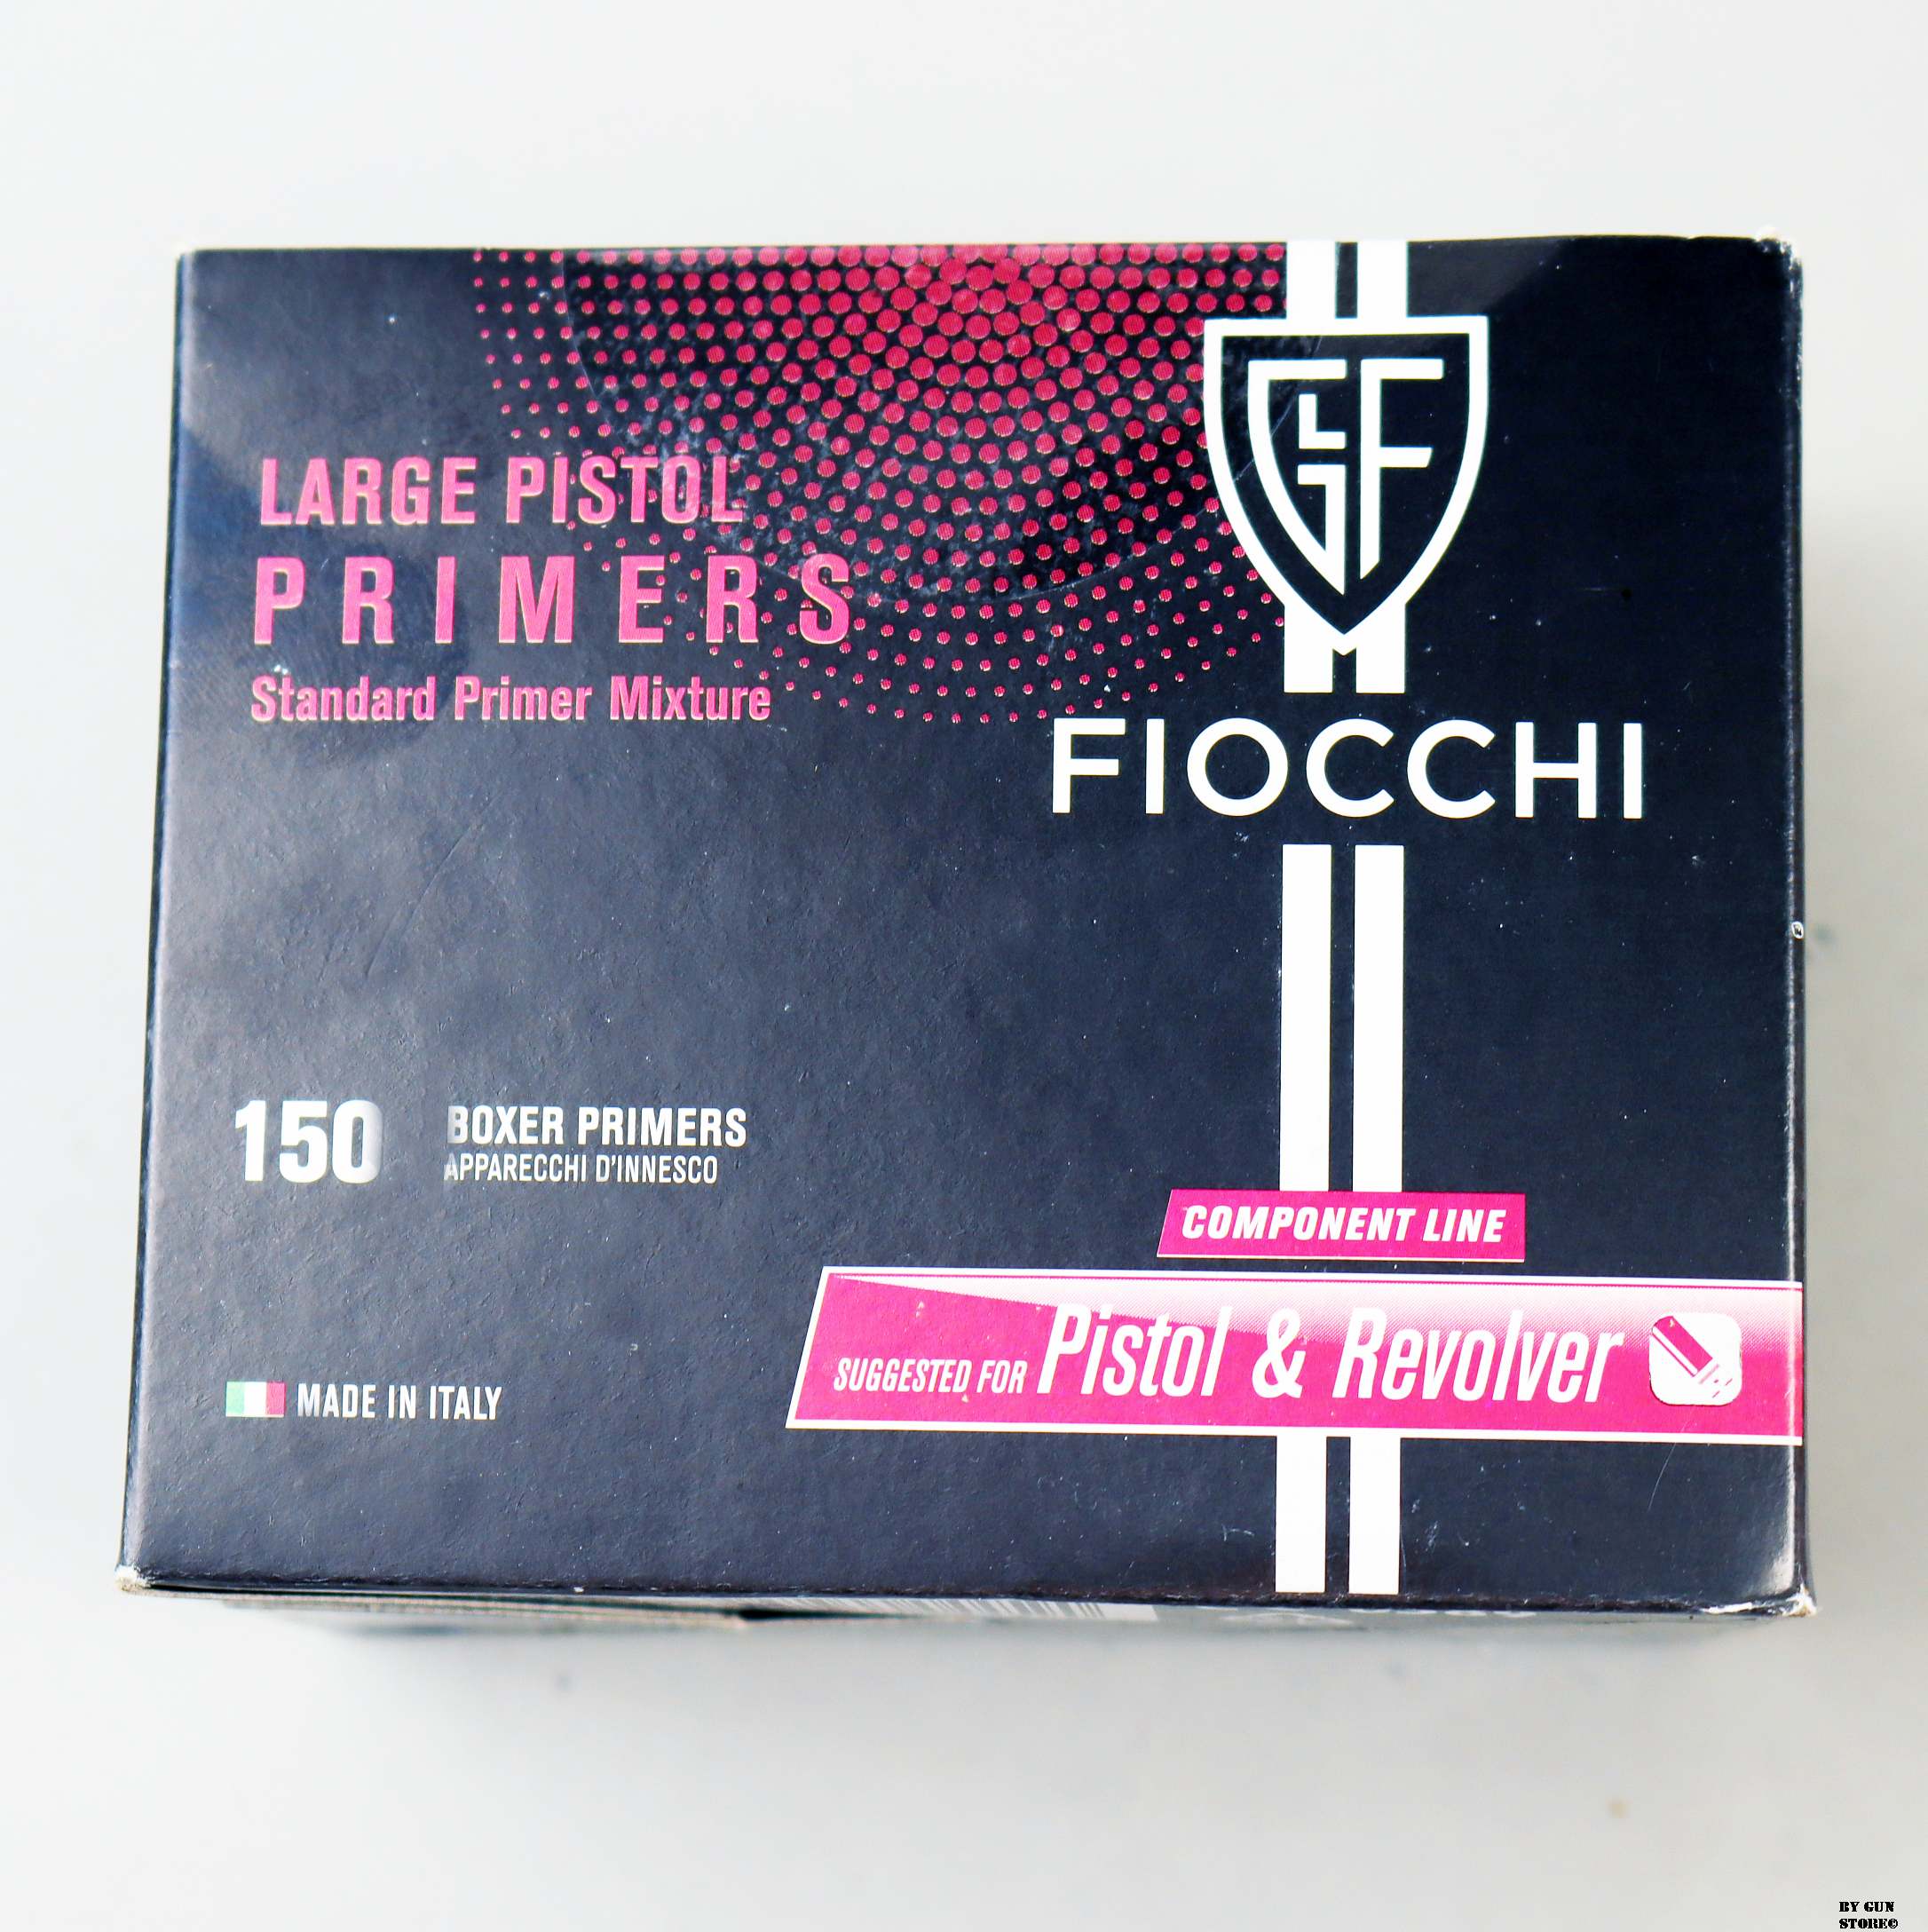 LARGE PISTOL
PRIMERS
Standard Primer Mixture
GF
FIOCCHI
150 BOXER PRIMERS
APPARECCHI D'INNESCO
COMPONENT LINE
SUGGESTED FOR Pistol & Revolver
MADE IN ITALY
BY GUN
STORE©